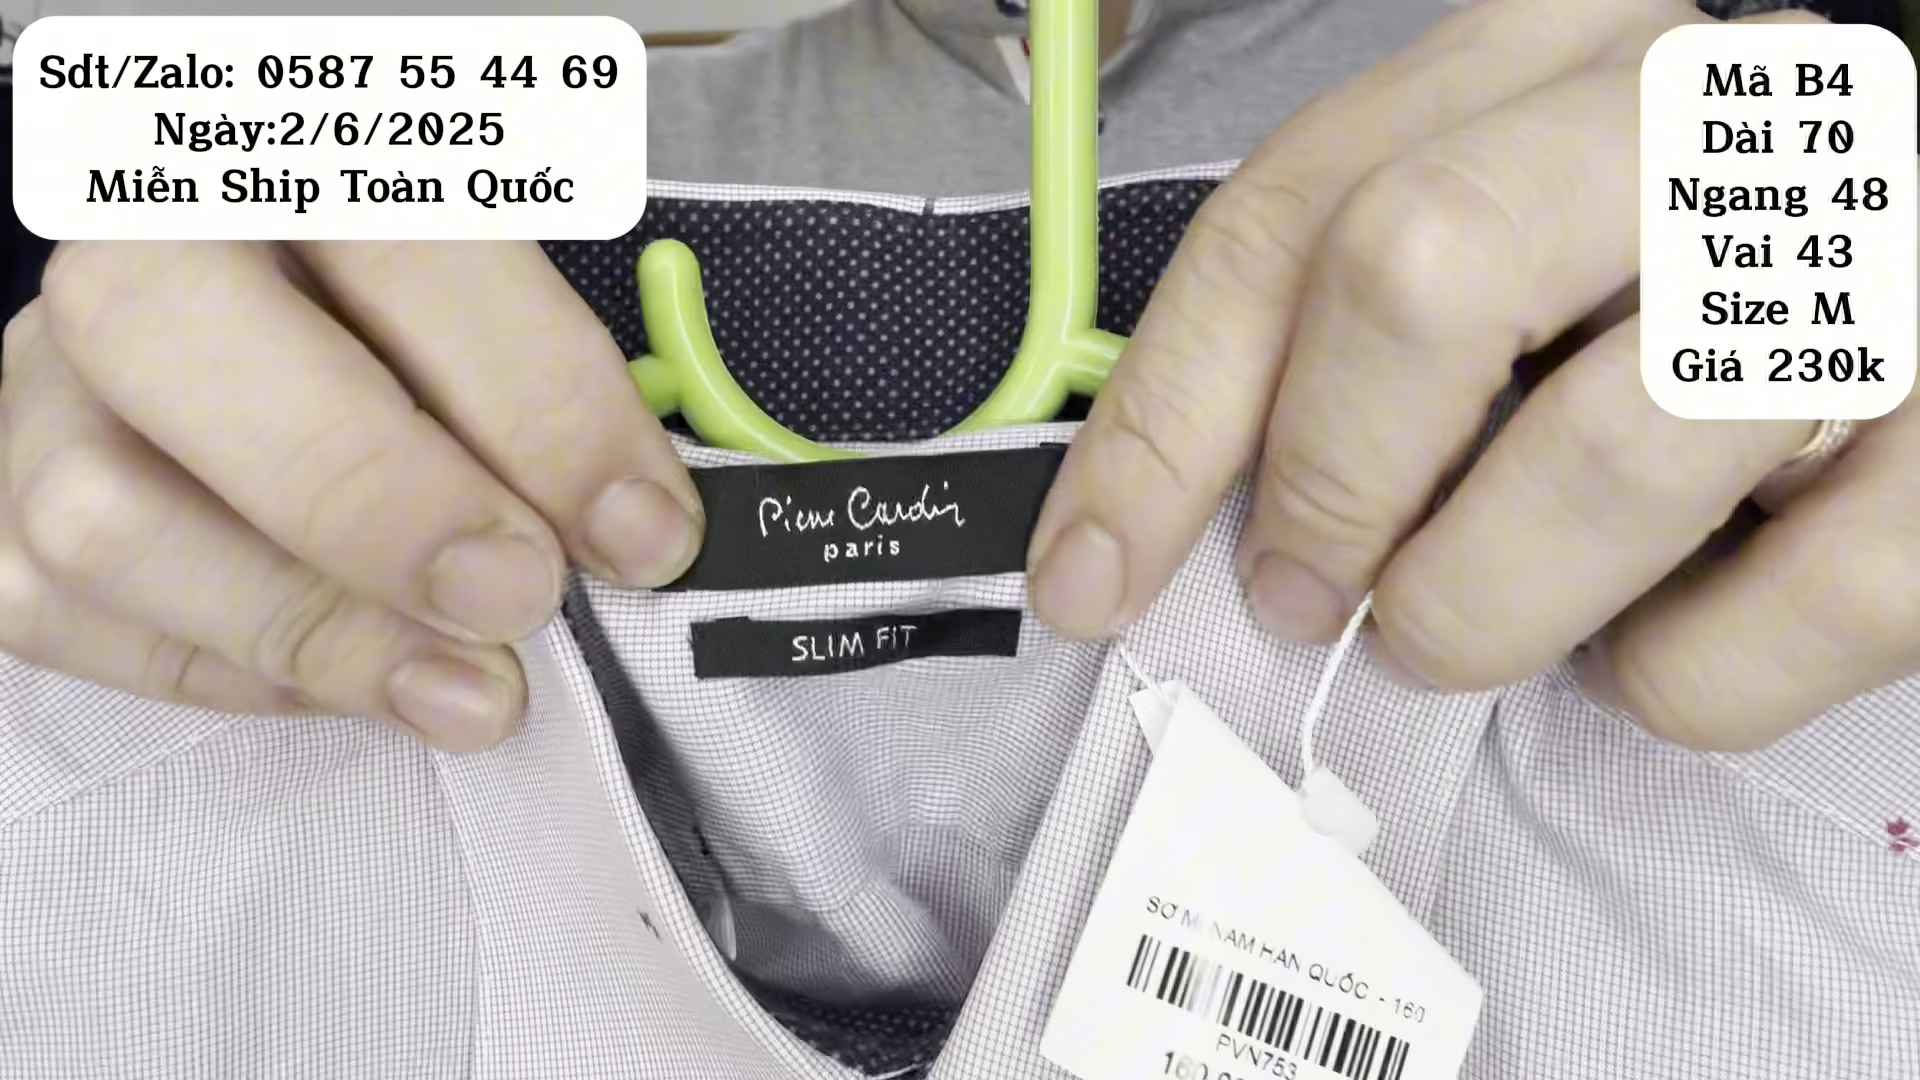 Sdt/Zalo: 0587 55 44 69
Ngày:2/6/2025
Miễn Ship Toàn Quốc
Mã B4
Dài 70
Ngang 48
Vai 43
Size M
Giá 230k
Pierre Cardin
paris
SLIM FIT
SƠ MI NAM HÀN QUỐC - 160
PVN753